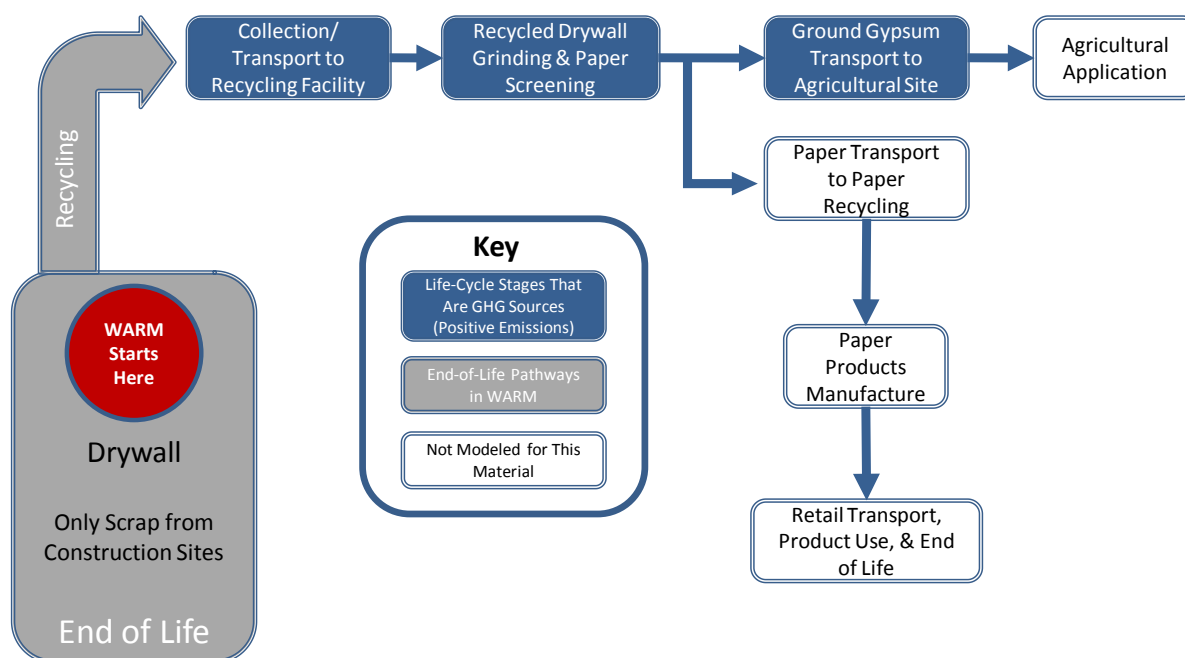 Collection/
Transport to
Recycling Facility
Recycled Drywall
Grinding & Paper
Screening
Ground Gypsum
Transport to
Agricultural Site
Agricultural
Application
Recycling
Paper Transport
to Paper
Recycling
Key
Life-Cycle Stages That
Are GHG Sources
(Positive Emissions)
End-of-Life Pathways
in WARM
Not Modeled for This
Material
WARM
Starts
Here
Drywall
Only Scrap from
Construction Sites
End of Life
Paper
Products
Manufacture
Retail Transport,
Product Use, & End
of Life